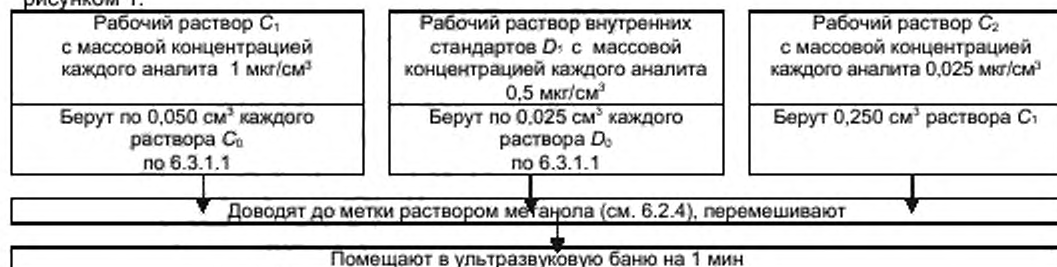 рисунком 1.
Рабочий раствор C₁
с массовой концентрацией
каждого аналита 1 мкг/см³
Берут по 0,050 см³ каждого
раствора C₀
по 6.3.1.1
Рабочий раствор внутренних
стандартов D₁ с массовой
концентрацией каждого аналита
0,5 мкг/см³
Берут по 0,025 см³ каждого
раствора D₀
по 6.3.1.1
Рабочий раствор C₂
с массовой концентрацией
каждого аналита 0,025 мкг/см³
Берут 0,250 см³ раствора C₁
Доводят до метки раствором метанола (см. 6.2.4), перемешивают
Помещают в ультразвуковую баню на 1 мин